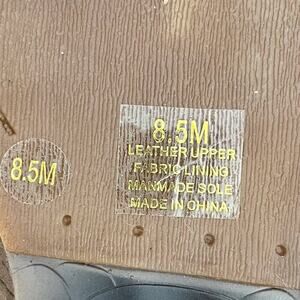 8.5M
LEATHER UPPER
FABRIC LINING
MANMADE SOLE
MADE IN CHINA
8.5M